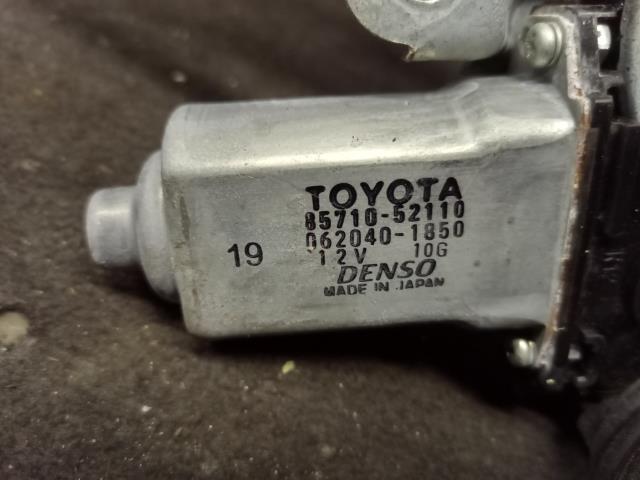 TOYOTA
85710-52110
062040-1850
19
12V 10G
DENSO
MADE IN JAPAN